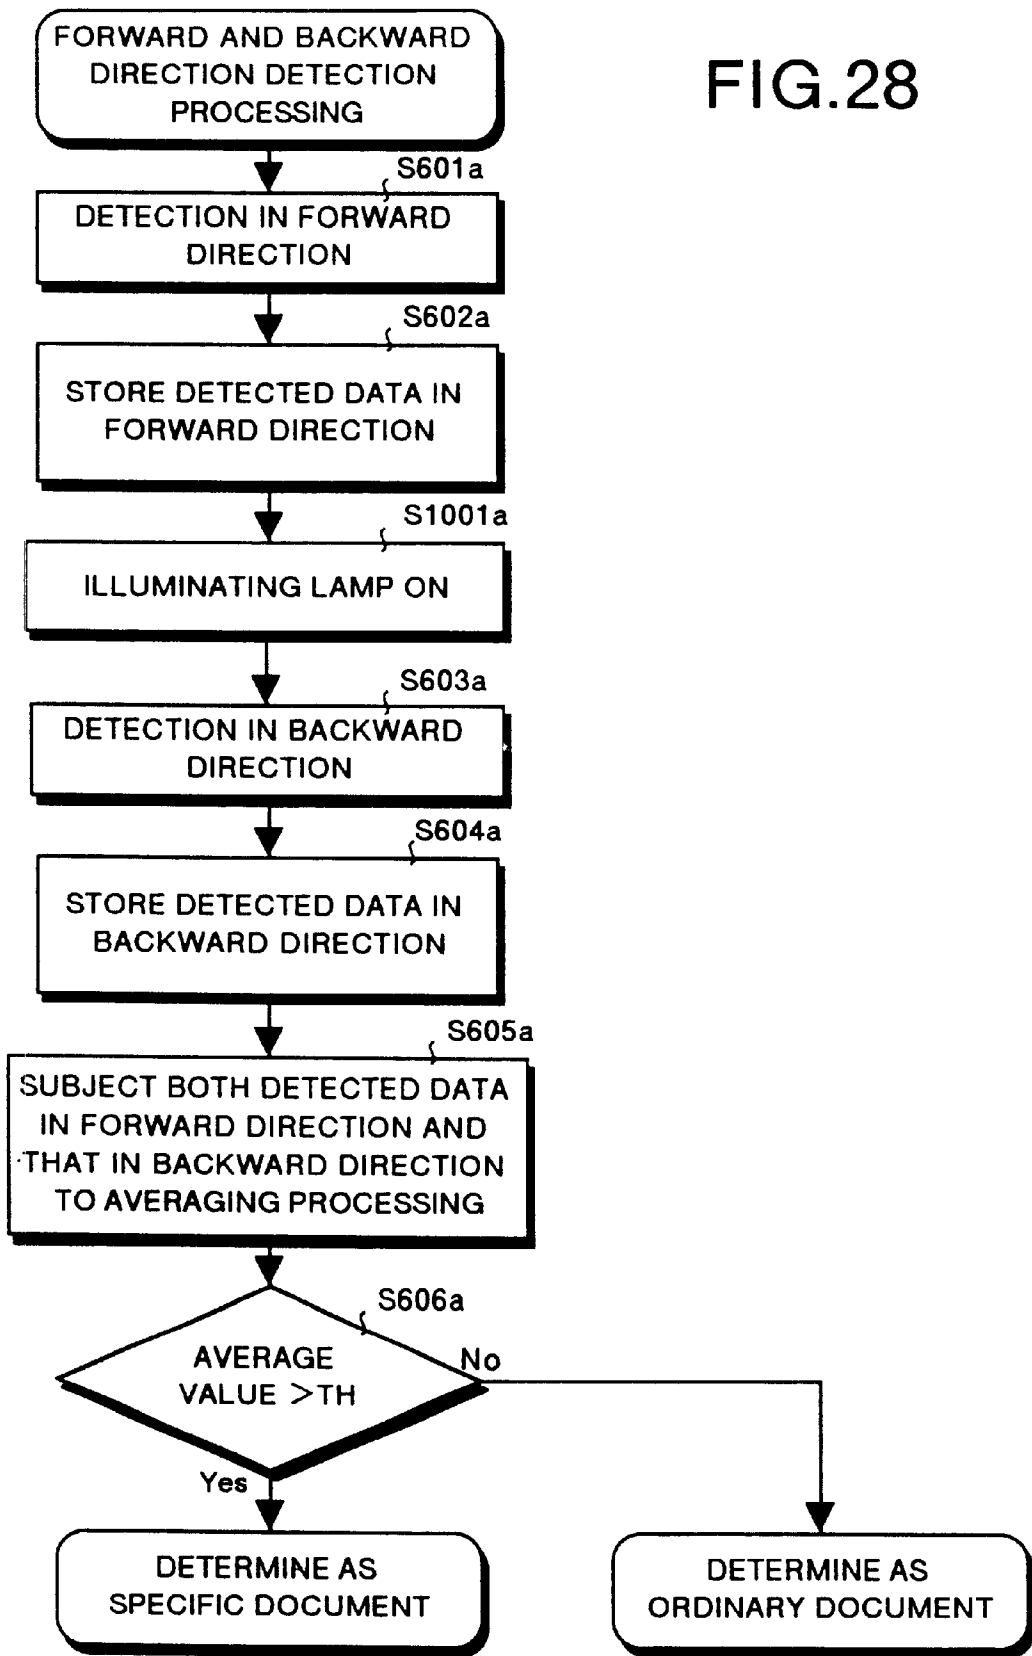 FORWARD AND BACKWARD
DIRECTION DETECTION
PROCESSING
FIG.28
S601a
DETECTION IN FORWARD
DIRECTION
S602a
STORE DETECTED DATA IN
FORWARD DIRECTION
S1001a
ILLUMINATING LAMP ON
S603a
DETECTION IN BACKWARD
DIRECTION
S604a
STORE DETECTED DATA IN
BACKWARD DIRECTION
S605a
SUBJECT BOTH DETECTED DATA
IN FORWARD DIRECTION AND
THAT IN BACKWARD DIRECTION
TO AVERAGING PROCESSING
S606a
AVERAGE
VALUE >TH
No
Yes
DETERMINE AS
SPECIFIC DOCUMENT
DETERMINE AS
ORDINARY DOCUMENT